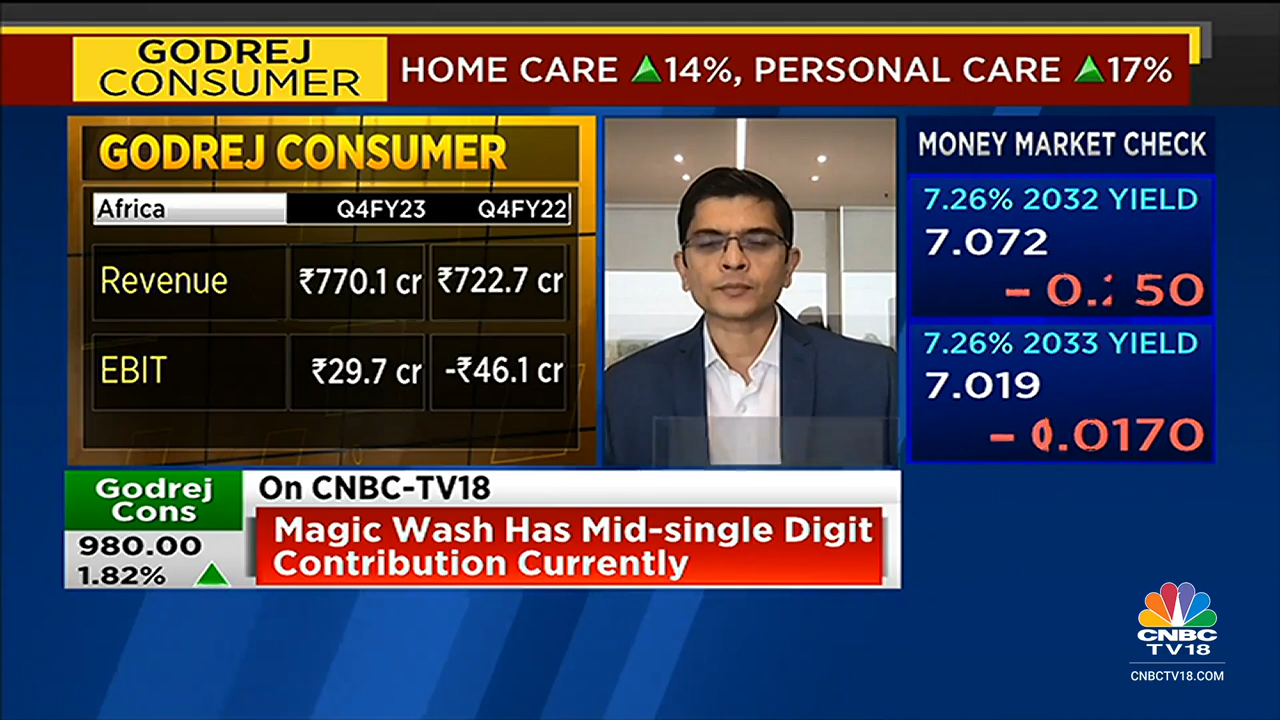 GODREJ
CONSUMER
HOME CARE ▲14%, PERSONAL CARE ▲17%
GODREJ CONSUMER
Africa Q4FY23 Q4FY22
Revenue ₹770.1 cr ₹722.7 cr
EBIT ₹29.7 cr -₹46.1 cr
MONEY MARKET CHECK
7.26% 2032 YIELD
7.072
7.26% 2033 YIELD
7.019
Godrej
Cons
980.00
1.82% ▲
On CNBC-TV18
Magic Wash Has Mid-single Digit
Contribution Currently
CNBC
TV18
CNBCTV18.COM